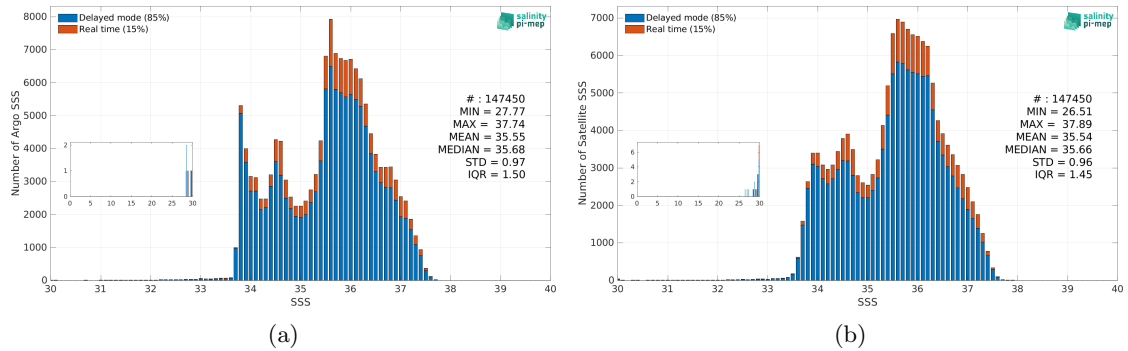 Delayed mode (85%)
Real time (15%)
salinity
pi-mep
Number of Argo SSS
8000
7000
6000
5000
4000
3000
2000
1000
0
# : 147450
MIN = 27.77
MAX = 37.74
MEAN = 35.55
MEDIAN = 35.68
STD = 0.97
IQR = 1.50
2
1
0
0 5 10 15 20 25 30
30 31 32 33 34 35 36 37 38 39 40
SSS
(a)
Delayed mode (85%)
Real time (15%)
salinity
pi-mep
Number of Satellite SSS
7000
6000
5000
4000
3000
2000
1000
0
# : 147450
MIN = 26.51
MAX = 37.89
MEAN = 35.54
MEDIAN = 35.66
STD = 0.96
IQR = 1.45
6
4
2
0
0 5 10 15 20 25 30
30 31 32 33 34 35 36 37 38 39 40
SSS
(b)